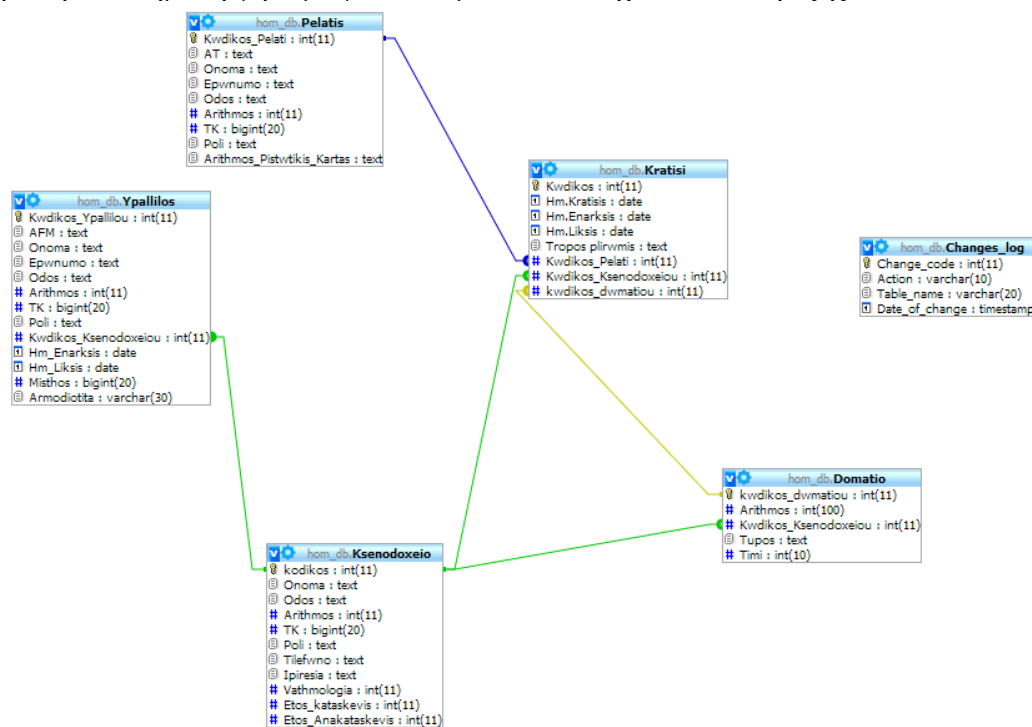 hom_db.Pelatis
Kwdikos_Pelati : int(11)
AT : text
Onoma : text
Epwnumo : text
Odos : text
Arithmos : int(11)
TK : bigint(20)
Poli : text
Arithmos_Pistwtikis_Kartas : text
hom_db.Ypallilos
Kwdikos_Ypallilou : int(11)
AFM : text
Onoma : text
Epwnumo : text
Odos : text
Arithmos : int(11)
TK : bigint(20)
Poli : text
Kwdikos_Ksenodoxeiou : int(11)
Hm_Enarksis : date
Hm_Liksis : date
Misthos : bigint(20)
Armodiotita : varchar(30)
hom_db.Kratisi
Kwdikos : int(11)
Hm.Kratisis : date
Hm.Enarksis : date
Hm.Liksis : date
Tropos plirwmis : text
Kwdikos_Pelati : int(11)
Kwdikos_Ksenodoxeiou : int(11)
kwdikos_dwmatiou : int(11)
hom_db.Changes_log
Change_code : int(11)
Action : varchar(10)
Table_name : varchar(20)
Date_of_change : timestamp
hom_db.Ksenodoxeio
kodikos : int(11)
Onoma : text
Odos : text
Arithmos : int(11)
TK : bigint(20)
Poli : text
Tilefwno : text
Ipiresia : text
Vathmologia : int(11)
Etos_kataskevis : int(11)
Etos_Anakataskevis : int(11)
hom_db.Domatio
kwdikos_dwmatiou : int(11)
Arithmos : int(100)
Kwdikos_Ksenodoxeiou : int(11)
Tupos : text
Timi : int(10)